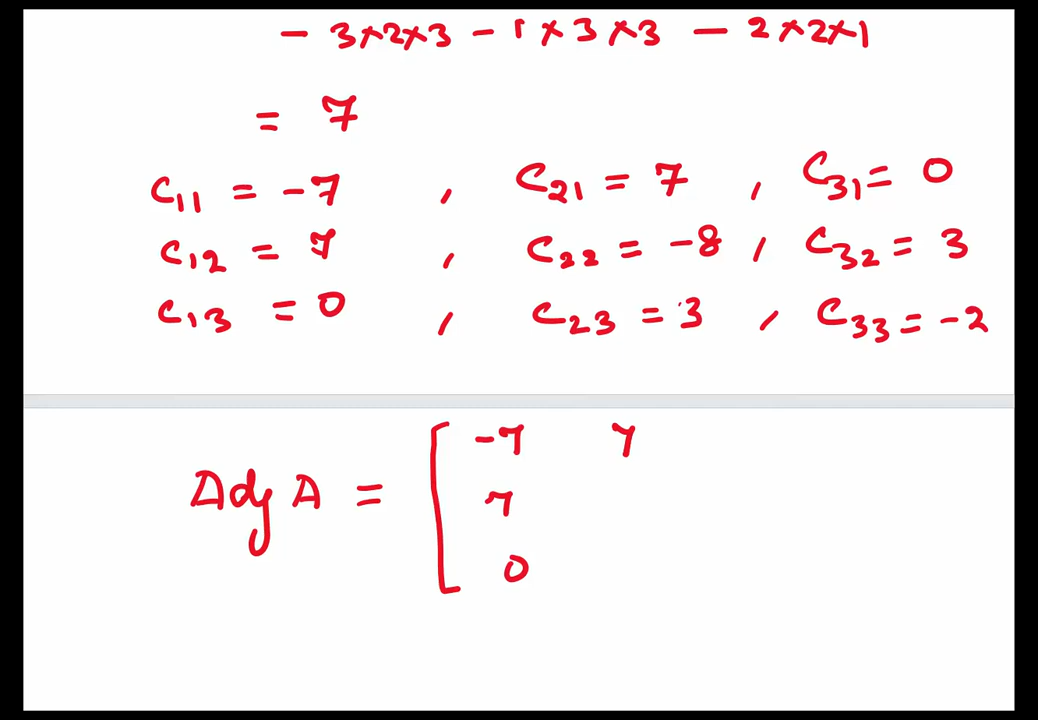 - 3×2×3 - 1×3×3 - 2×2×1
= 7
C11 = -7 , C21 = 7 , C31 = 0
C12 = 7 , C22 = -8 , C32 = 3
C13 = 0 , C23 = 3 , C33 = -2
Adj A = [ -7 7
7
0